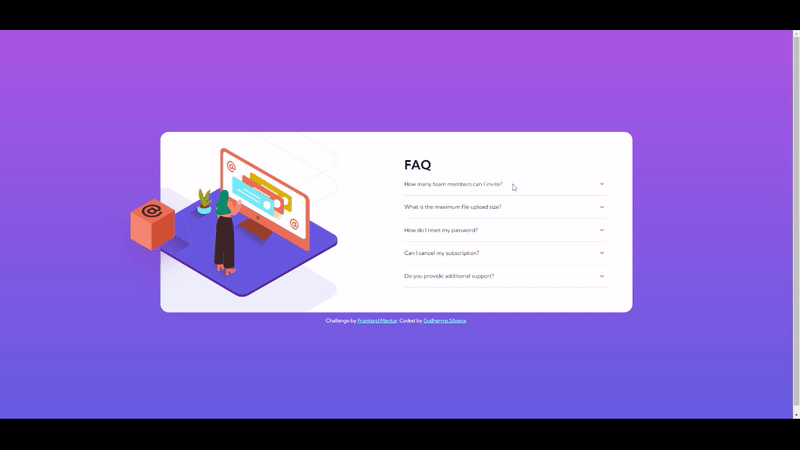 FAQ
How many team members can I invite?
What is the maximum file upload size?
How do I reset my password?
Can I cancel my subscription?
Do you provide additional support?
Challenge by Frontend Mentor. Coded by Guilherme Silveira.